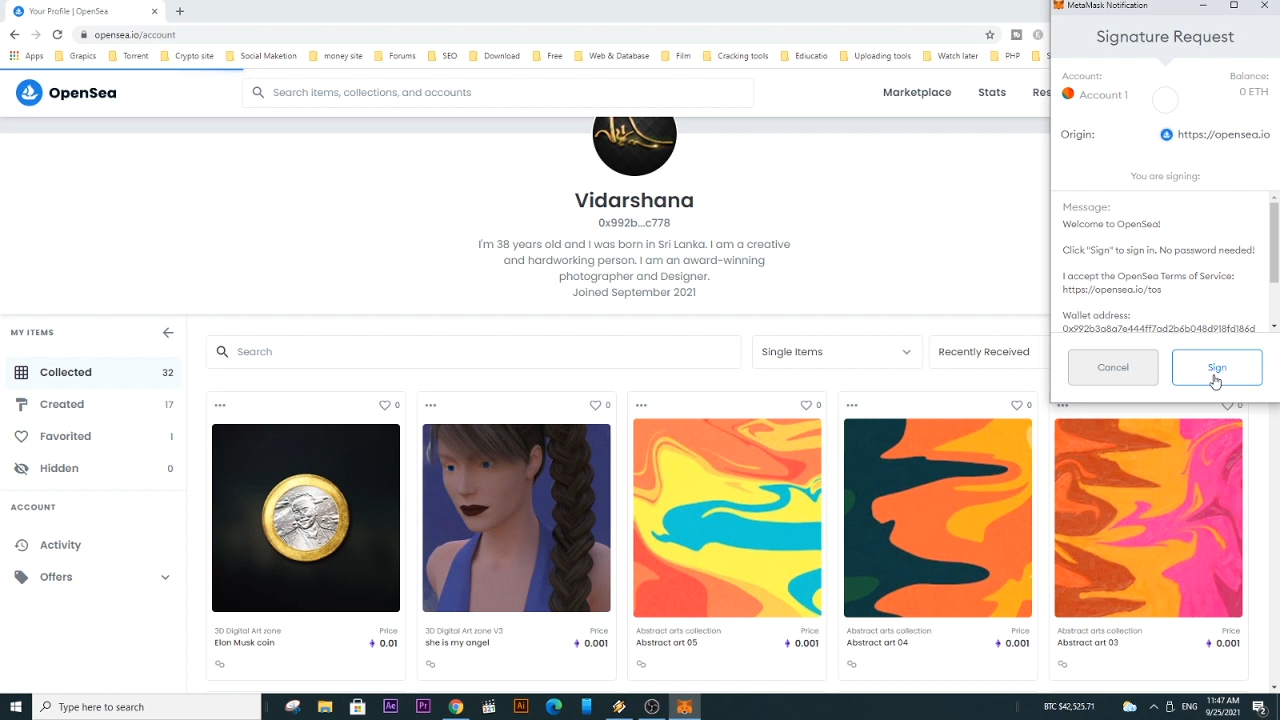 Your Profile | OpenSea
opensea.io/account
Apps
Grapics
Torrent
Crypto site
Social Maketion
money site
Forums
SEO
Download
Free
Web & Database
Film
Cracking tools
Educatio
Uploading tools
Watch later
PHP
OpenSea
Search items, collections, and accounts
Marketplace
Stats
Res
Vidarshana
0x992b...c778
I'm 38 years old and I was born in Sri Lanka. I am a creative
and hardworking person. I am an award-winning
photographer and Designer.
Joined September 2021
MY ITEMS
Collected 32
Created 17
Favorited 1
Hidden 0
ACCOUNT
Activity
Offers
Search
Single Items
Recently Received
0
0
0
0
0
3D Digital Art zone
Price
Elon Musk coin
0.01
3D Digital Art zone V3
Price
she is my angel
0.001
Abstract arts collection
Price
Abstract art 05
0.001
Abstract arts collection
Price
Abstract art 04
0.001
Abstract arts collection
Price
Abstract art 03
0.001
MetaMask Notification
Signature Request
Account:
Balance:
Account 1
0 ETH
Origin:
https://opensea.io
You are signing:
Message:
Welcome to OpenSea!
Click "Sign" to sign in. No password needed!
I accept the OpenSea Terms of Service:
https://opensea.io/tos
Wallet address:
Cancel
Sign
Type here to search
BTC $42,525.71
ENG
11:47 AM
9/25/2021